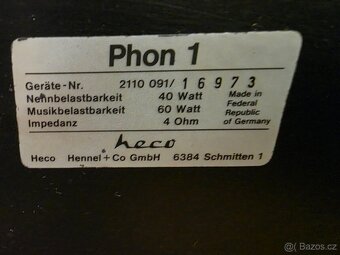 Phon 1
Geräte-Nr. 2110 091/ 16973
Nennbelastbarkeit 40 Watt Made in
Musikbelastbarkeit 60 Watt Federal Republic
Impedanz 4 Ohm of Germany
heco
Heco Hennel + Co GmbH 6384 Schmitten 1
Bazos.cz